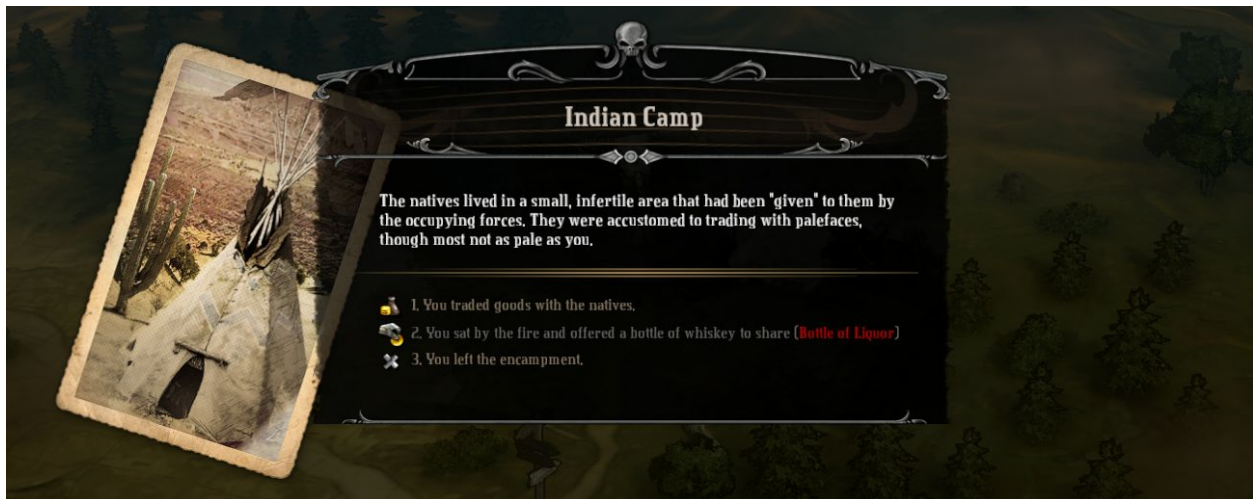 Indian Camp
The natives lived in a small, infertile area that had been "given" to them by
the occupying forces. They were accustomed to trading with palefaces,
though most not as pale as you.
1. You traded goods with the natives.
2. You sat by the fire and offered a bottle of whiskey to share (Bottle of Liquor)
3. You left the encampment.